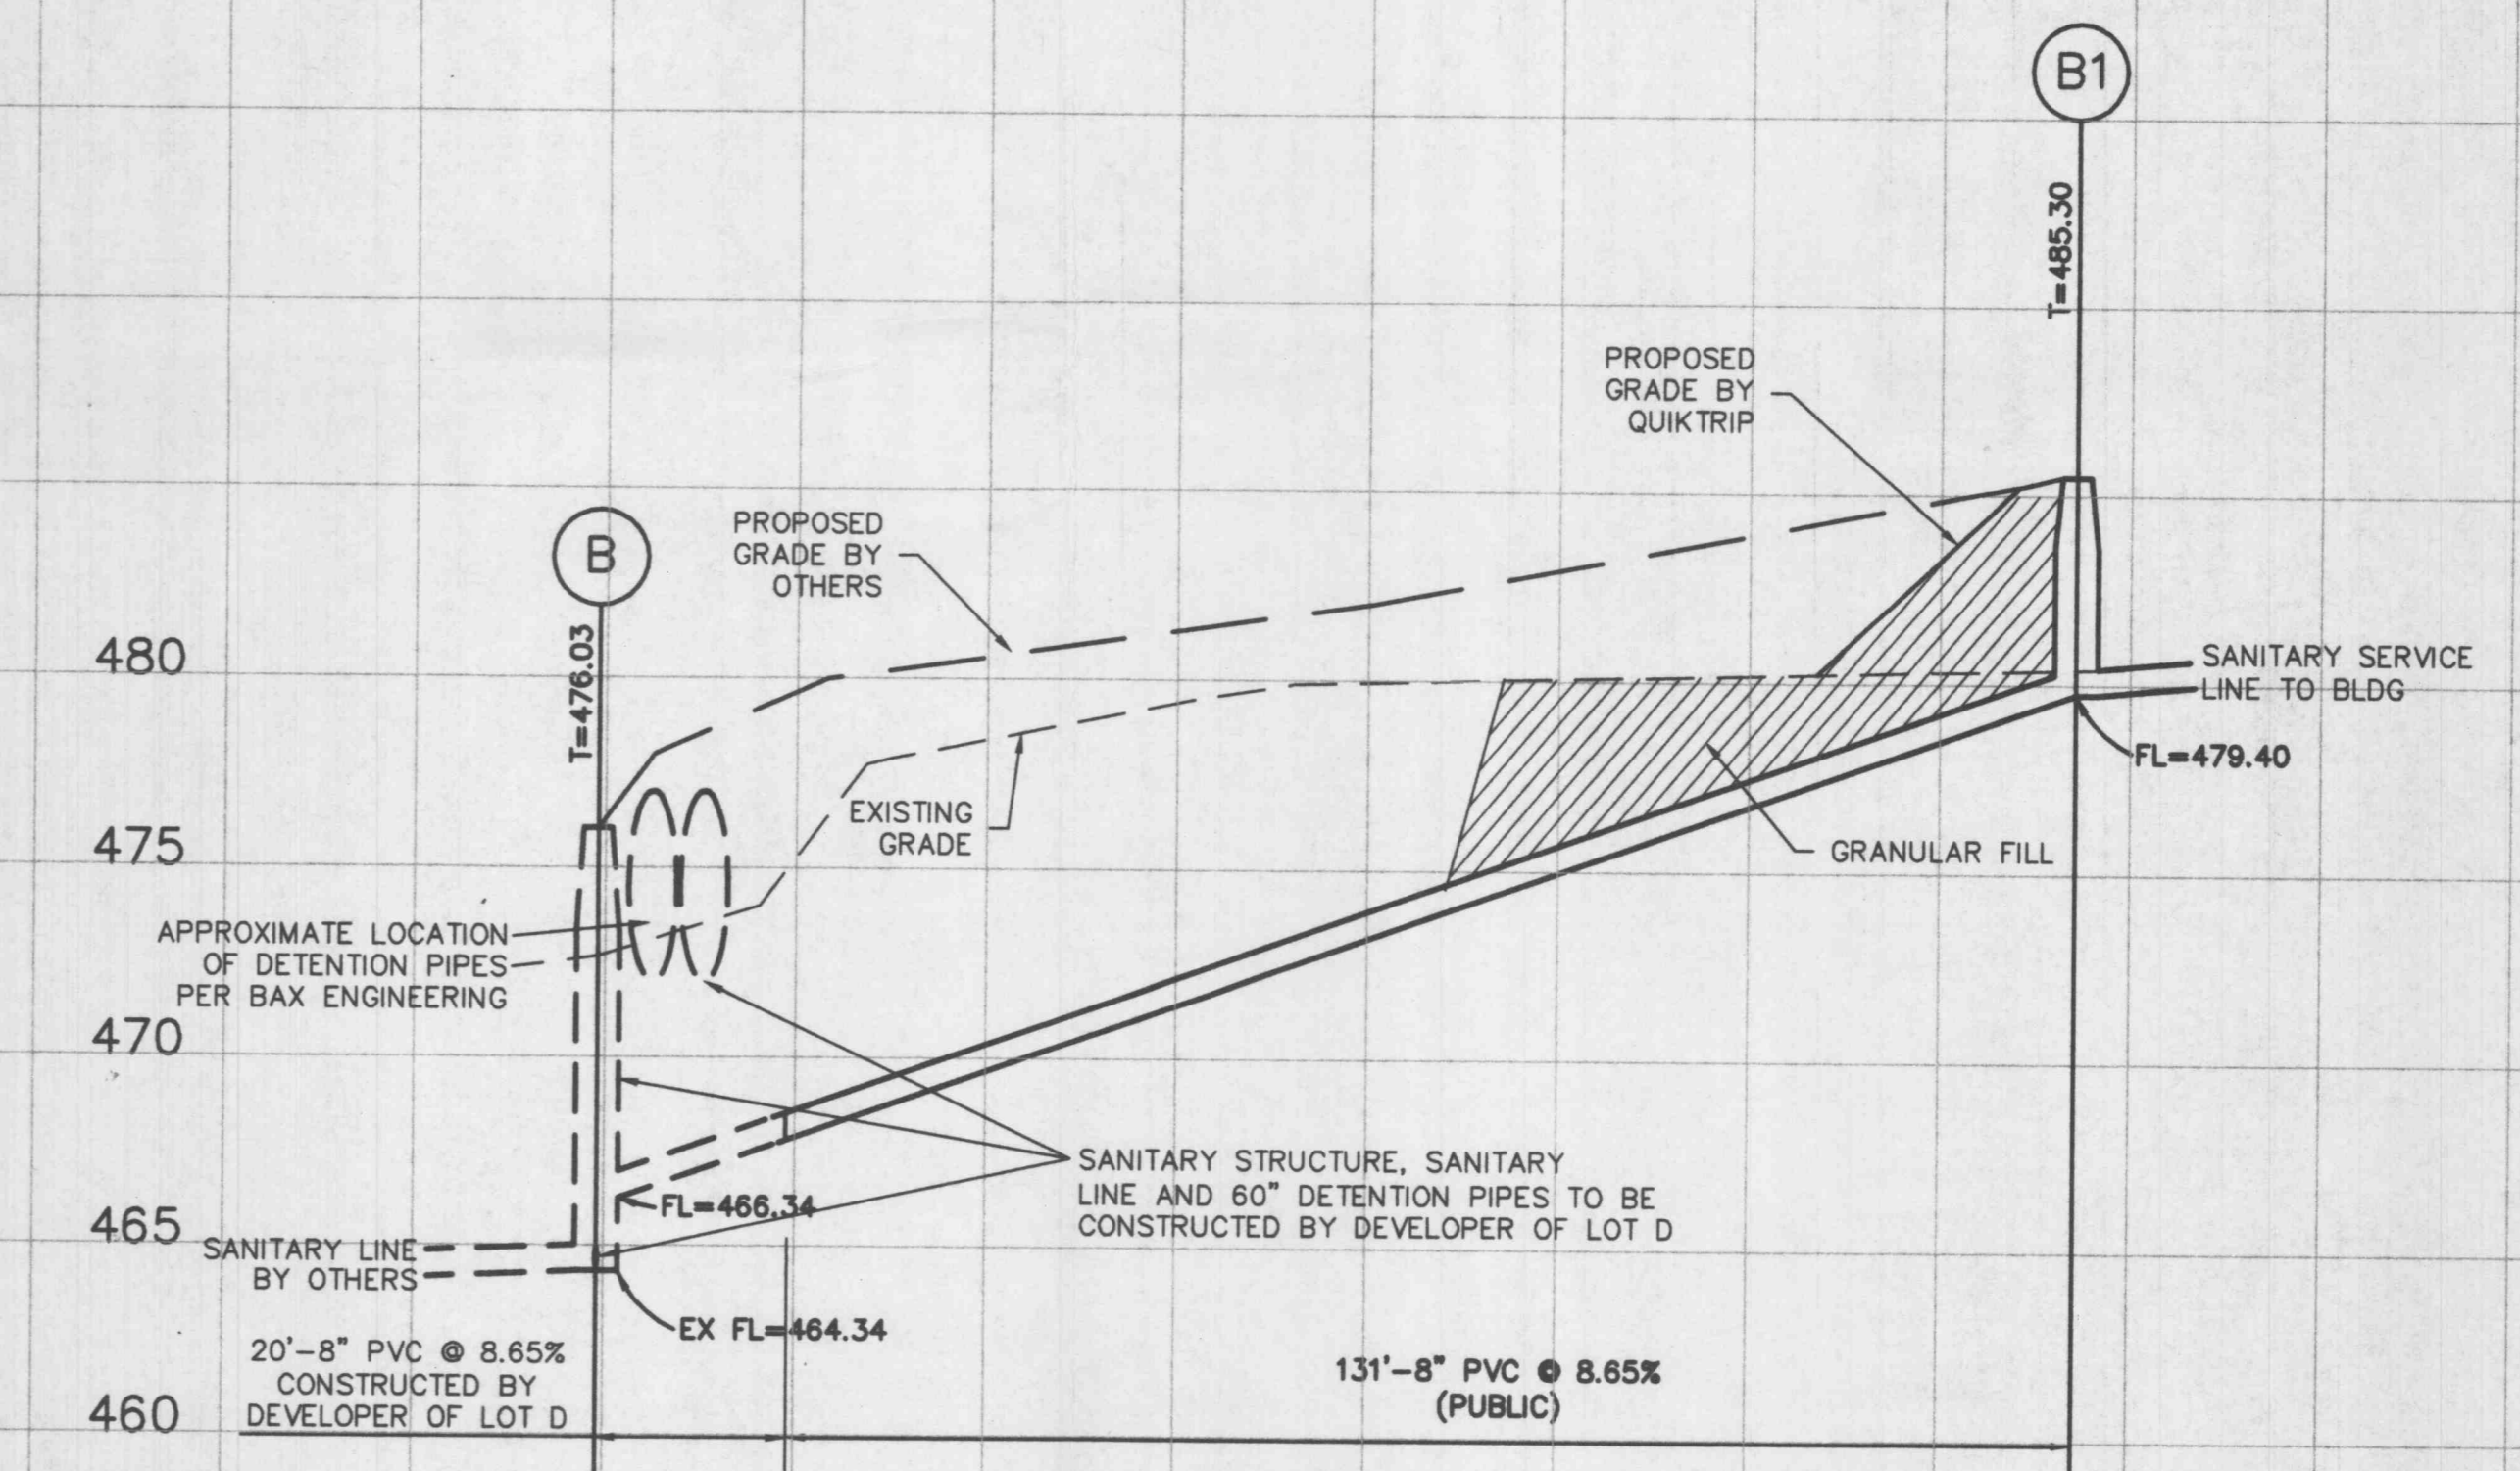 B1
T=485.30
PROPOSED
GRADE BY
QUIKTRIP
B
PROPOSED
GRADE BY
OTHERS
T=476.03
480
SANITARY SERVICE
LINE TO BLDG
FL=479.40
EXISTING
GRADE
475
GRANULAR FILL
APPROXIMATE LOCATION
OF DETENTION PIPES
PER BAX ENGINEERING
470
SANITARY STRUCTURE, SANITARY
LINE AND 60" DETENTION PIPES TO BE
CONSTRUCTED BY DEVELOPER OF LOT D
FL=466.34
465
SANITARY LINE
BY OTHERS
EX FL=464.34
20'-8" PVC @ 8.65%
CONSTRUCTED BY
DEVELOPER OF LOT D
131'-8" PVC @ 8.65%
(PUBLIC)
460